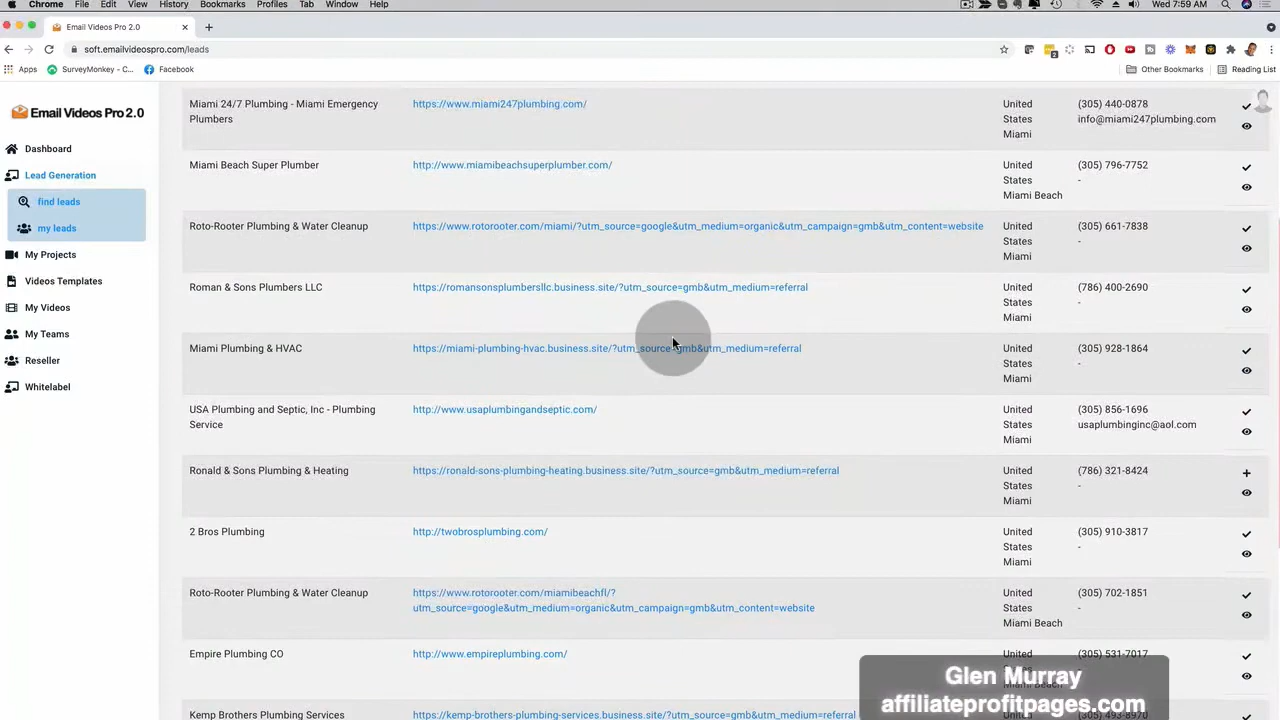 Chrome File Edit View History Bookmarks Profiles Tab Window Help
Wed 7:59 AM
Email Videos Pro 2.0
soft.emailvideospro.com/leads
2
Apps SurveyMonkey - C... Facebook
Other Bookmarks Reading List
Email Videos Pro 2.0
Dashboard
Lead Generation
find leads
my leads
My Projects
Videos Templates
My Videos
My Teams
Reseller
Whitelabel
Miami 24/7 Plumbing - Miami Emergency https://www.miami247plumbing.com/ United (305) 440-0878
Plumbers States info@miami247plumbing.com
Miami
Miami Beach Super Plumber http://www.miamibeachsuperplumber.com/ United (305) 796-7752
States -
Miami Beach
Roto-Rooter Plumbing & Water Cleanup https://www.rotorooter.com/miami/?utm_source=google&utm_medium=organic&utm_campaign=gmb&utm_content=website United (305) 661-7838
States -
Miami
Roman & Sons Plumbers LLC https://romansonsplumbersllc.business.site/?utm_source=gmb&utm_medium=referral United (786) 400-2690
States -
Miami
Miami Plumbing & HVAC https://miami-plumbing-hvac.business.site/?utm_source=gmb&utm_medium=referral United (305) 928-1864
States -
Miami
USA Plumbing and Septic, Inc - Plumbing http://www.usaplumbingandseptic.com/ United (305) 856-1696
Service States usaplumbinginc@aol.com
Miami
Ronald & Sons Plumbing & Heating https://ronald-sons-plumbing-heating.business.site/?utm_source=gmb&utm_medium=referral United (786) 321-8424
States -
Miami
2 Bros Plumbing http://twobrosplumbing.com/ United (305) 910-3817
States -
Miami
Roto-Rooter Plumbing & Water Cleanup https://www.rotorooter.com/miamibeachfl/? United (305) 702-1851
utm_source=google&utm_medium=organic&utm_campaign=gmb&utm_content=website States -
Miami Beach
Empire Plumbing CO http://www.empireplumbing.com/ United (305) 531-7017
Miami Beach
Kemp Brothers Plumbing Services https://kemp-brothers-plumbing-services.business.site/?utm_source=gmb&utm_medium=referral (305) 493-8970
Glen Murray
affiliateprofitpages.com